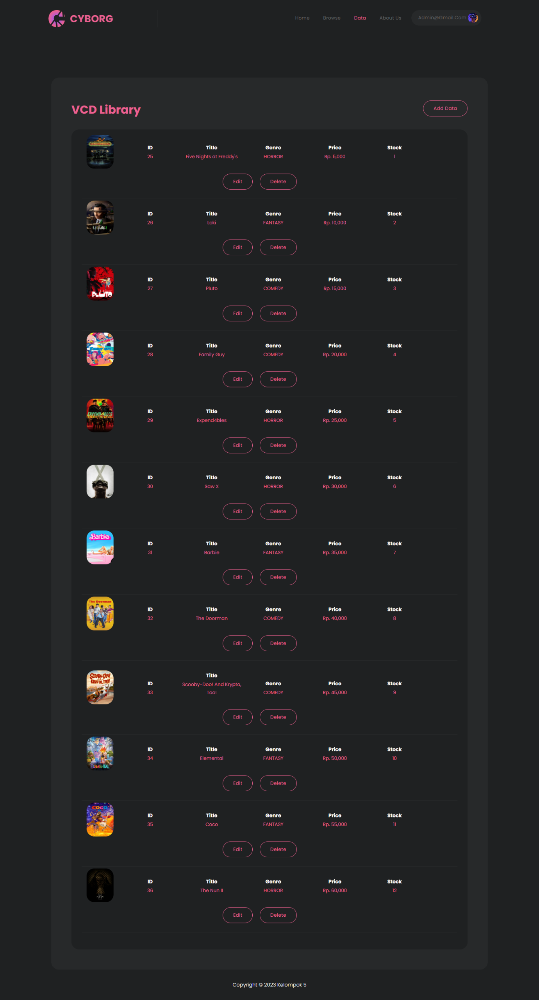 CYBORG
Home Browse Data About Us Admin@Gmail.Com
VCD Library
Add Data
ID Title Genre Price Stock
25 Five Nights at Freddy's HORROR Rp. 5,000 1
Edit Delete
LOKI
ID Title Genre Price Stock
26 Loki FANTASY Rp. 10,000 2
Edit Delete
PLUTO
ID Title Genre Price Stock
27 Pluto COMEDY Rp. 15,000 3
Edit Delete
FAMILY GUY
ID Title Genre Price Stock
28 Family Guy COMEDY Rp. 20,000 4
Edit Delete
EXPEND4BLES
ID Title Genre Price Stock
29 Expend4bles HORROR Rp. 25,000 5
Edit Delete
ID Title Genre Price Stock
30 Saw X HORROR Rp. 30,000 6
Edit Delete
Barbie
ID Title Genre Price Stock
31 Barbie FANTASY Rp. 35,000 7
Edit Delete
The Doorman
ID Title Genre Price Stock
32 The Doorman COMEDY Rp. 40,000 8
Edit Delete
SCOOBY-DOO!
KRYPTO, TOO!
ID Title Genre Price Stock
33 Scooby-Doo! And Krypto, COMEDY Rp. 45,000 9
Too!
Edit Delete
ELEMENTAL
ID Title Genre Price Stock
34 Elemental FANTASY Rp. 50,000 10
Edit Delete
COCO
ID Title Genre Price Stock
35 Coco FANTASY Rp. 55,000 11
Edit Delete
ID Title Genre Price Stock
36 The Nun II HORROR Rp. 60,000 12
Edit Delete
Copyright © 2023 Kelompok 5